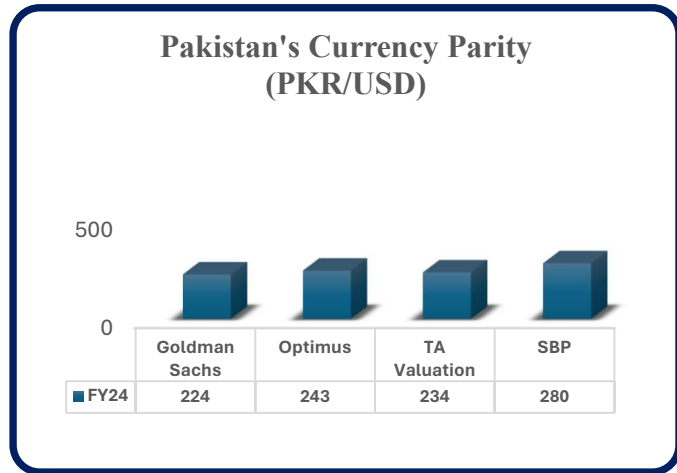 Pakistan's Currency Parity
(PKR/USD)
500
0
Goldman Sachs Optimus TA Valuation SBP
FY24 224 243 234 280